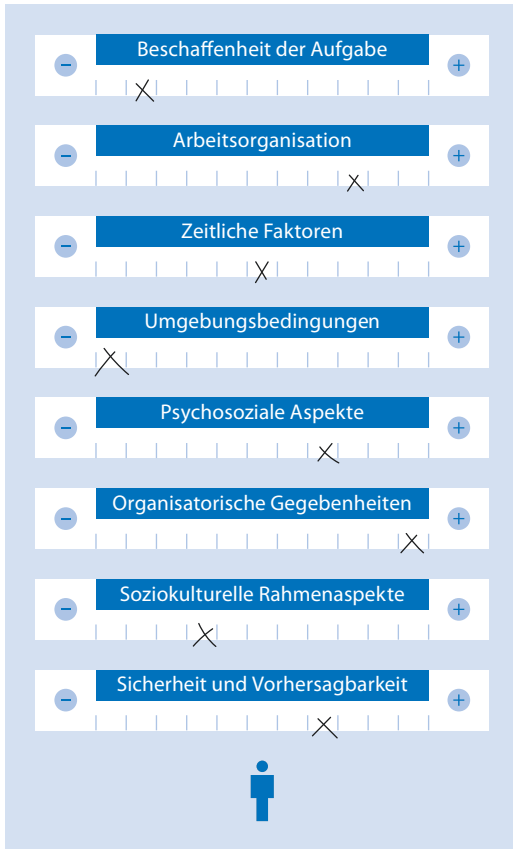 Beschaffenheit der Aufgabe
− +
Arbeitsorganisation
− +
Zeitliche Faktoren
− +
Umgebungsbedingungen
− +
Psychosoziale Aspekte
− +
Organisatorische Gegebenheiten
− +
Soziokulturelle Rahmenaspekte
− +
Sicherheit und Vorhersagbarkeit
− +